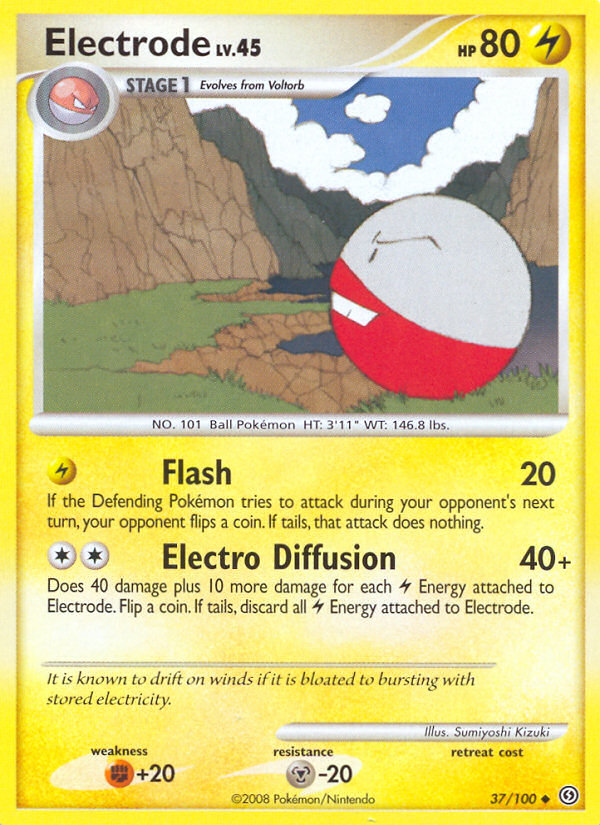 Electrode LV.45 HP 80
STAGE 1 Evolves from Voltorb
NO. 101 Ball Pokémon HT: 3'11" WT: 146.8 lbs.
Flash 20
If the Defending Pokémon tries to attack during your opponent's next
turn, your opponent flips a coin. If tails, that attack does nothing.
Electro Diffusion 40+
Does 40 damage plus 10 more damage for each Energy attached to
Electrode. Flip a coin. If tails, discard all Energy attached to Electrode.
It is known to drift on winds if it is bloated to bursting with
stored electricity.
Illus. Sumiyoshi Kizuki
weakness resistance retreat cost
+20 -20
©2008 Pokémon/Nintendo 37/100